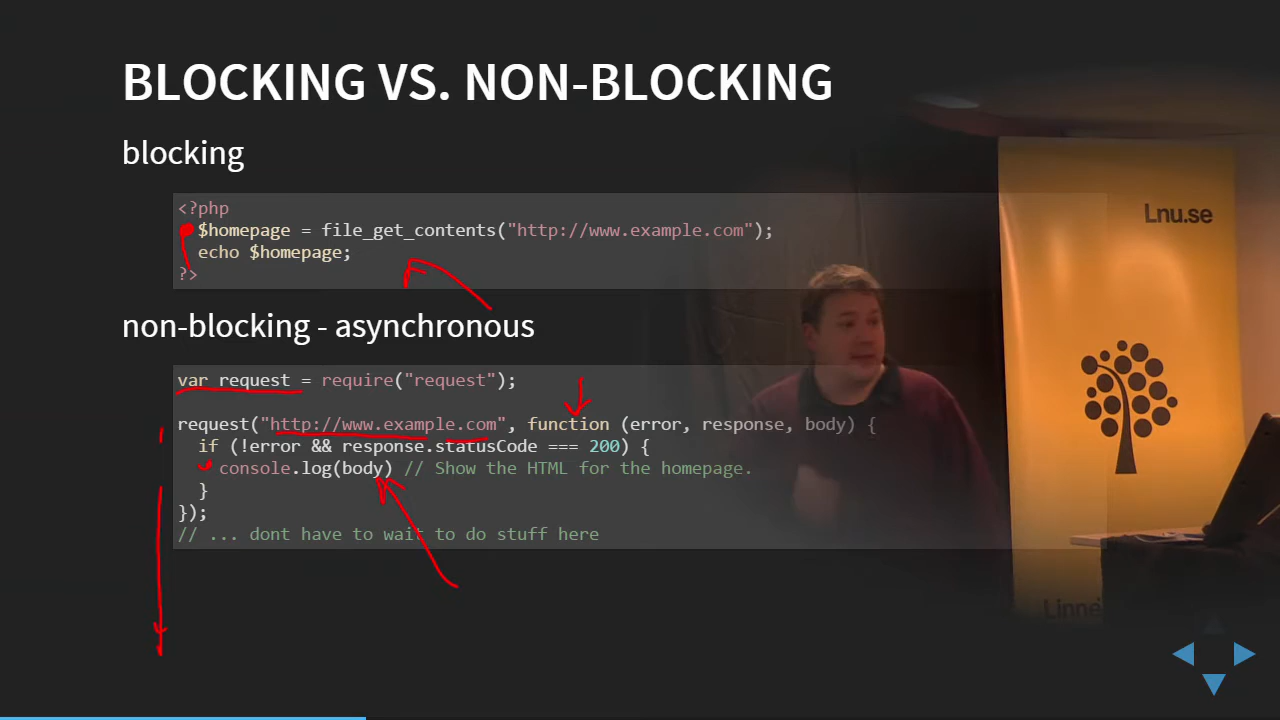 BLOCKING VS. NON-BLOCKING
blocking
<?php
$homepage = file_get_contents("http://www.example.com");
echo $homepage;
?>
non-blocking - asynchronous
var request = require("request");
request("http://www.example.com", function (error, response, body) {
if (!error && response.statusCode === 200) {
console.log(body) // Show the HTML for the homepage.
}
});
// ... dont have to wait to do stuff here
Lnu.se
Linne